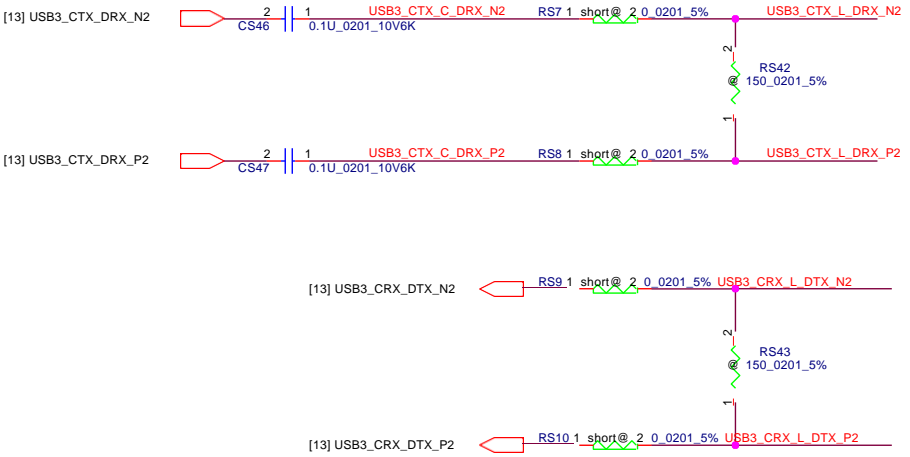 [13] USB3_CTX_DRX_N2 2 1 USB3_CTX_C_DRX_N2 RS7 1 short@ 2 0_0201_5% USB3_CTX_L_DRX_N2
CS46 0.1U_0201_10V6K
2
RS42
@ 150_0201_5%
1
[13] USB3_CTX_DRX_P2 2 1 USB3_CTX_C_DRX_P2 RS8 1 short@ 2 0_0201_5% USB3_CTX_L_DRX_P2
CS47 0.1U_0201_10V6K
[13] USB3_CRX_DTX_N2 RS9 1 short@ 2 0_0201_5% USB3_CRX_L_DTX_N2
2
RS43
@ 150_0201_5%
1
[13] USB3_CRX_DTX_P2 RS10 1 short@ 2 0_0201_5% USB3_CRX_L_DTX_P2